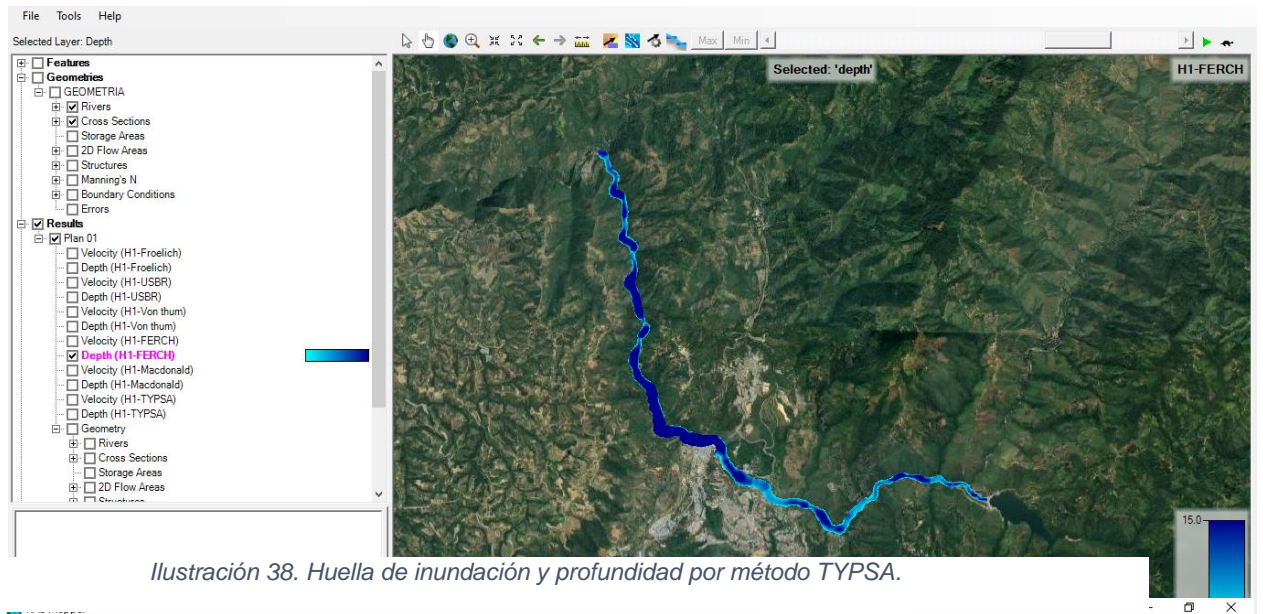 File Tools Help
Selected Layer: Depth
Max Min
Features
Geometries
GEOMETRIA
Rivers
Cross Sections
Storage Areas
2D Flow Areas
Structures
Manning's N
Boundary Conditions
Errors
Results
Plan 01
Velocity (H1-Froelich)
Depth (H1-Froelich)
Velocity (H1-USBR)
Depth (H1-USBR)
Velocity (H1-Von thum)
Depth (H1-Von thum)
Velocity (H1-FERCH)
Depth (H1-FERCH)
Velocity (H1-Macdonald)
Depth (H1-Macdonald)
Velocity (H1-TYPSA)
Depth (H1-TYPSA)
Geometry
Rivers
Cross Sections
Storage Areas
2D Flow Areas
Structures
Selected: 'depth'
H1-FERCH
15.0
Ilustración 38. Huella de inundación y profundidad por método TYPSA.